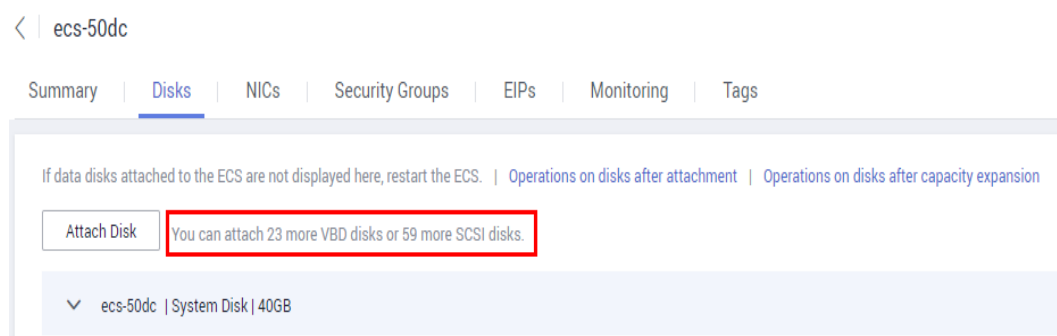 ecs-50dc
Summary | Disks | NICs | Security Groups | EIPs | Monitoring | Tags
If data disks attached to the ECS are not displayed here, restart the ECS. | Operations on disks after attachment | Operations on disks after capacity expansion
Attach Disk You can attach 23 more VBD disks or 59 more SCSI disks.
ecs-50dc | System Disk | 40GB